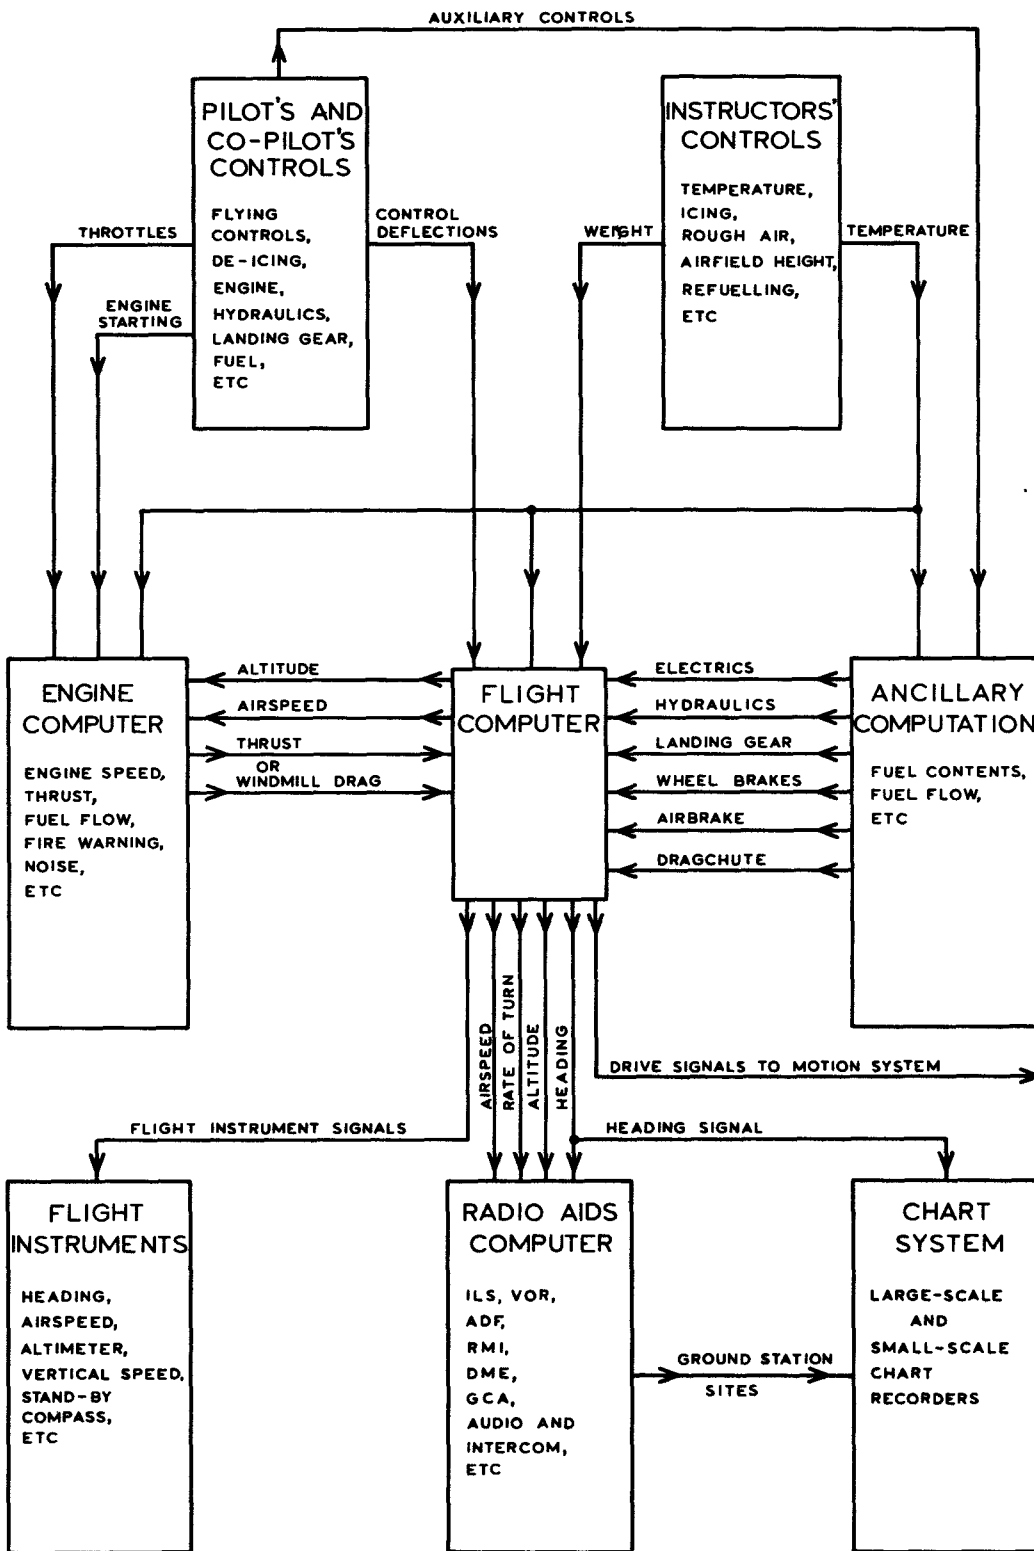 AUXILIARY CONTROLS
PILOT'S AND
CO-PILOT'S
CONTROLS
FLYING
CONTROLS,
DE-ICING,
ENGINE,
HYDRAULICS,
LANDING GEAR,
FUEL,
ETC
INSTRUCTORS'
CONTROLS
TEMPERATURE,
ICING,
ROUGH AIR,
AIRFIELD HEIGHT,
REFUELLING,
ETC
THROTTLES
ENGINE
STARTING
CONTROL
DEFLECTIONS
WEIGHT
TEMPERATURE
ENGINE
COMPUTER
ENGINE SPEED,
THRUST,
FUEL FLOW,
FIRE WARNING,
NOISE,
ETC
ALTITUDE
AIRSPEED
THRUST
OR
WINDMILL DRAG
FLIGHT
COMPUTER
ELECTRICS
HYDRAULICS
LANDING GEAR
WHEEL BRAKES
AIRBRAKE
DRAGCHUTE
ANCILLARY
COMPUTATION
FUEL CONTENTS,
FUEL FLOW,
ETC
AIRSPEED
RATE OF TURN
ALTITUDE
HEADING
DRIVE SIGNALS TO MOTION SYSTEM
FLIGHT INSTRUMENT SIGNALS
HEADING SIGNAL
FLIGHT
INSTRUMENTS
HEADING,
AIRSPEED,
ALTIMETER,
VERTICAL SPEED,
STAND-BY
COMPASS,
ETC
RADIO AIDS
COMPUTER
ILS, VOR,
ADF,
RMI,
DME,
GCA,
AUDIO AND
INTERCOM,
ETC
GROUND STATION
SITES
CHART
SYSTEM
LARGE-SCALE
AND
SMALL-SCALE
CHART
RECORDERS